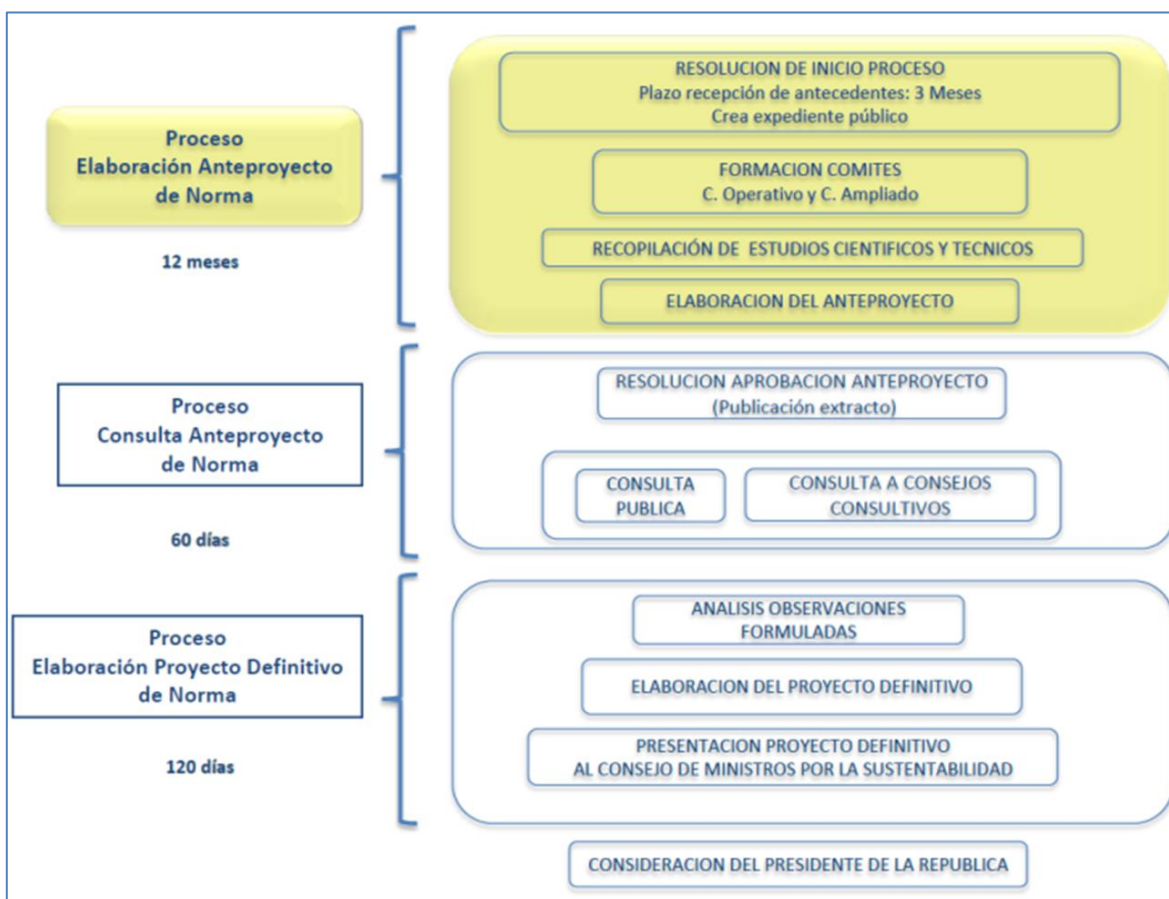 Proceso
Elaboración Anteproyecto
de Norma
12 meses
RESOLUCION DE INICIO PROCESO
Plazo recepción de antecedentes: 3 Meses
Crea expediente público
FORMACION COMITES
C. Operativo y C. Ampliado
RECOPILACIÓN DE ESTUDIOS CIENTIFICOS Y TECNICOS
ELABORACION DEL ANTEPROYECTO
Proceso
Consulta Anteproyecto
de Norma
60 días
RESOLUCION APROBACION ANTEPROYECTO
(Publicación extracto)
CONSULTA
PUBLICA
CONSULTA A CONSEJOS
CONSULTIVOS
Proceso
Elaboración Proyecto Definitivo
de Norma
120 días
ANALISIS OBSERVACIONES
FORMULADAS
ELABORACION DEL PROYECTO DEFINITIVO
PRESENTACION PROYECTO DEFINITIVO
AL CONSEJO DE MINISTROS POR LA SUSTENTABILIDAD
CONSIDERACION DEL PRESIDENTE DE LA REPUBLICA